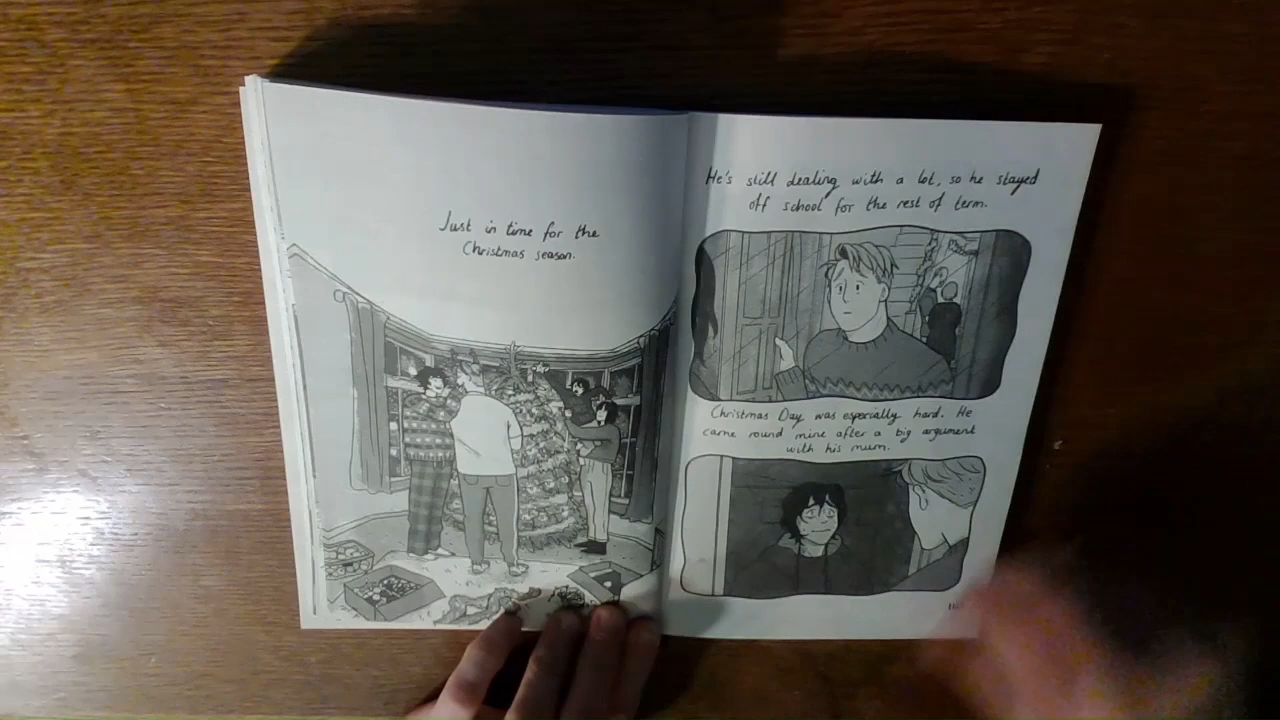 Just in time for the
Christmas season.
He's still dealing with a lot, so he stayed
off school for the rest of term.
Christmas Day was especially hard. He
came round mine after a big argument
with his mum.